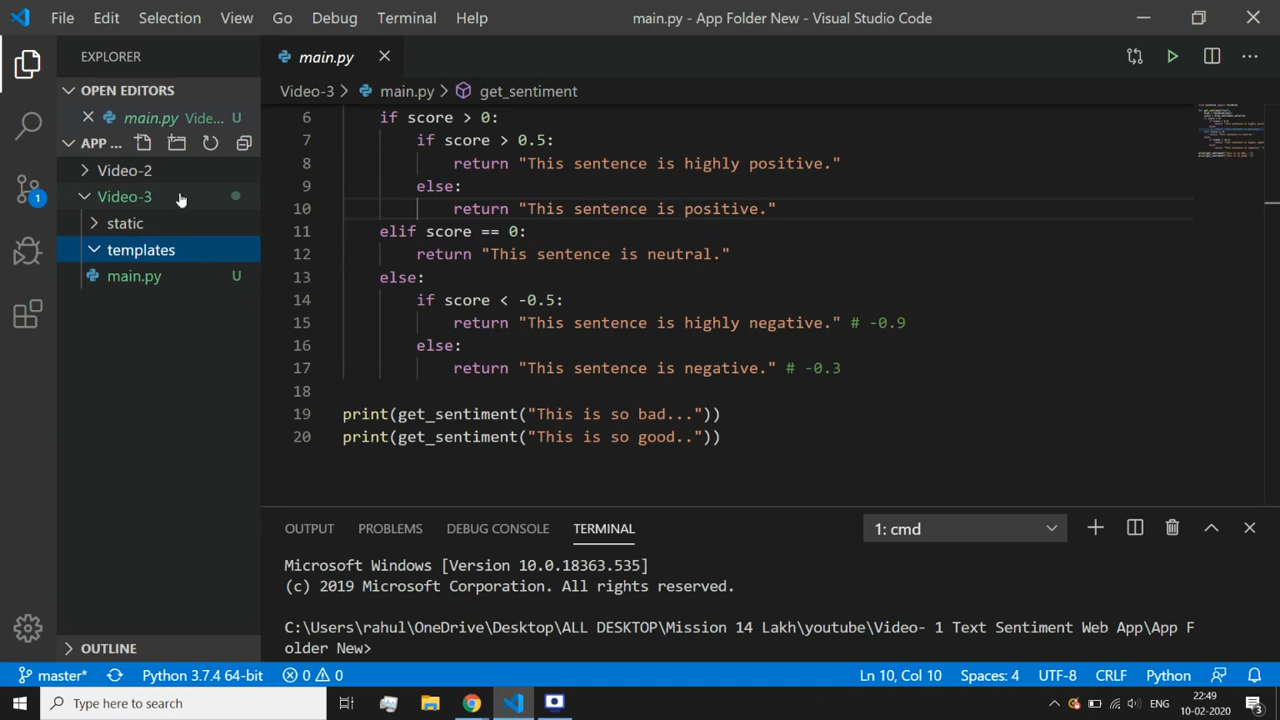 File Edit Selection View Go Debug Terminal Help main.py - App Folder New - Visual Studio Code
EXPLORER
OPEN EDITORS
main.py Vide... U
APP ...
Video-2
Video-3
static
templates
main.py U
OUTLINE
1
main.py
Video-3 main.py get_sentiment
6 if score > 0:
7 if score > 0.5:
8 return "This sentence is highly positive."
9 else:
10 return "This sentence is positive."
11 elif score == 0:
12 return "This sentence is neutral."
13 else:
14 if score < -0.5:
15 return "This sentence is highly negative." # -0.9
16 else:
17 return "This sentence is negative." # -0.3
18
19 print(get_sentiment("This is so bad..."))
20 print(get_sentiment("This is so good.."))
OUTPUT PROBLEMS DEBUG CONSOLE TERMINAL 1: cmd
Microsoft Windows [Version 10.0.18363.535]
(c) 2019 Microsoft Corporation. All rights reserved.
C:\Users\rahul\OneDrive\Desktop\ALL DESKTOP\Mission 14 Lakh\youtube\Video- 1 Text Sentiment Web App\App F
older New>
master* Python 3.7.4 64-bit 0 0 Ln 10, Col 10 Spaces: 4 UTF-8 CRLF Python
Type here to search ENG 22:49
10-02-2020 3